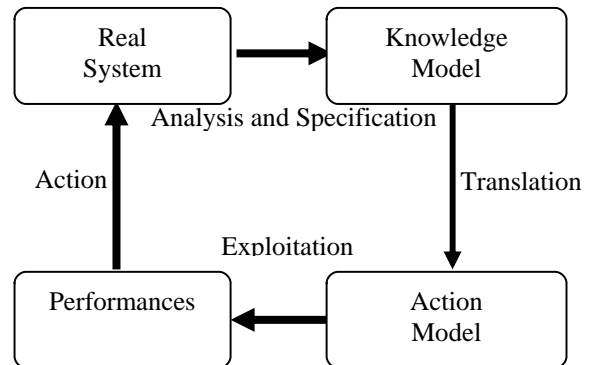 Real
System
Knowledge
Model
Analysis and Specification
Action
Translation
Exploitation
Performances
Action
Model